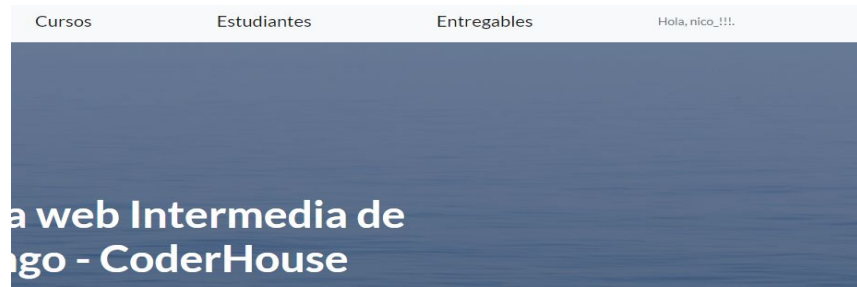 Cursos Estudiantes Entregables Hola, nico_!!!.
a web Intermedia de
go - CoderHouse